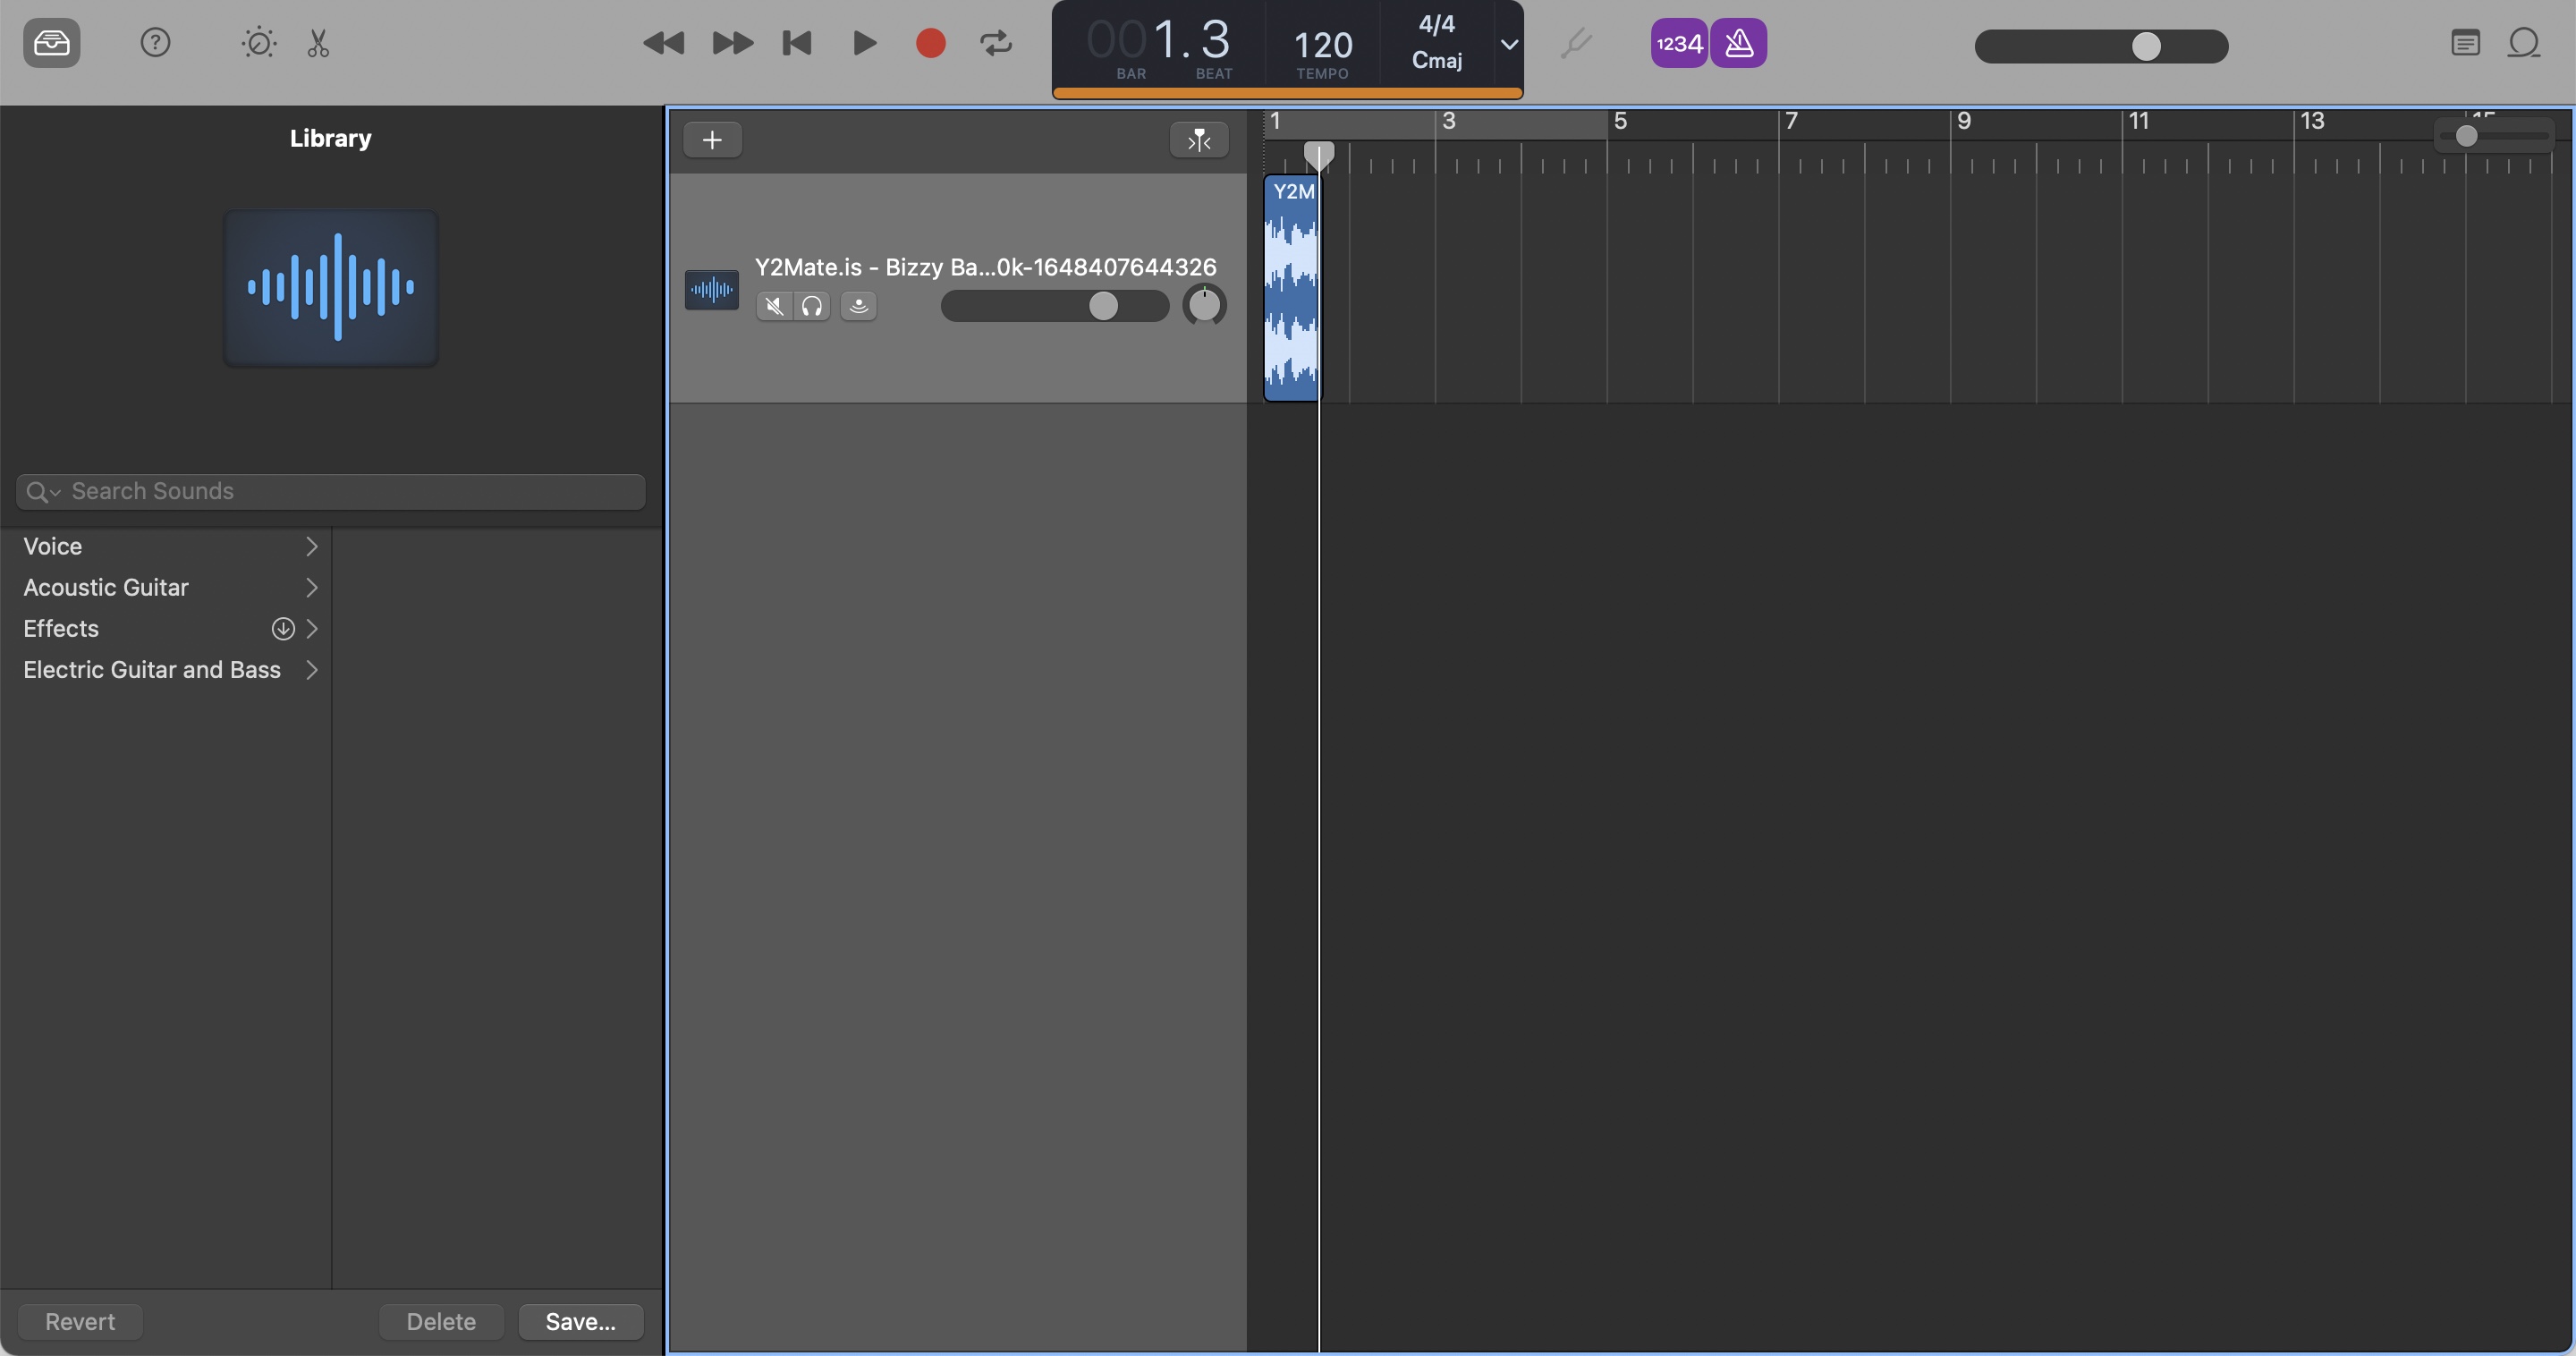 001.3
BAR BEAT
120
TEMPO
4/4
Cmaj
1234
Library
1 3 5 7 9 11 13
Y2M
Y2Mate.is - Bizzy Ba...0k-1648407644326
Search Sounds
Voice
Acoustic Guitar
Effects
Electric Guitar and Bass
Revert
Delete
Save...